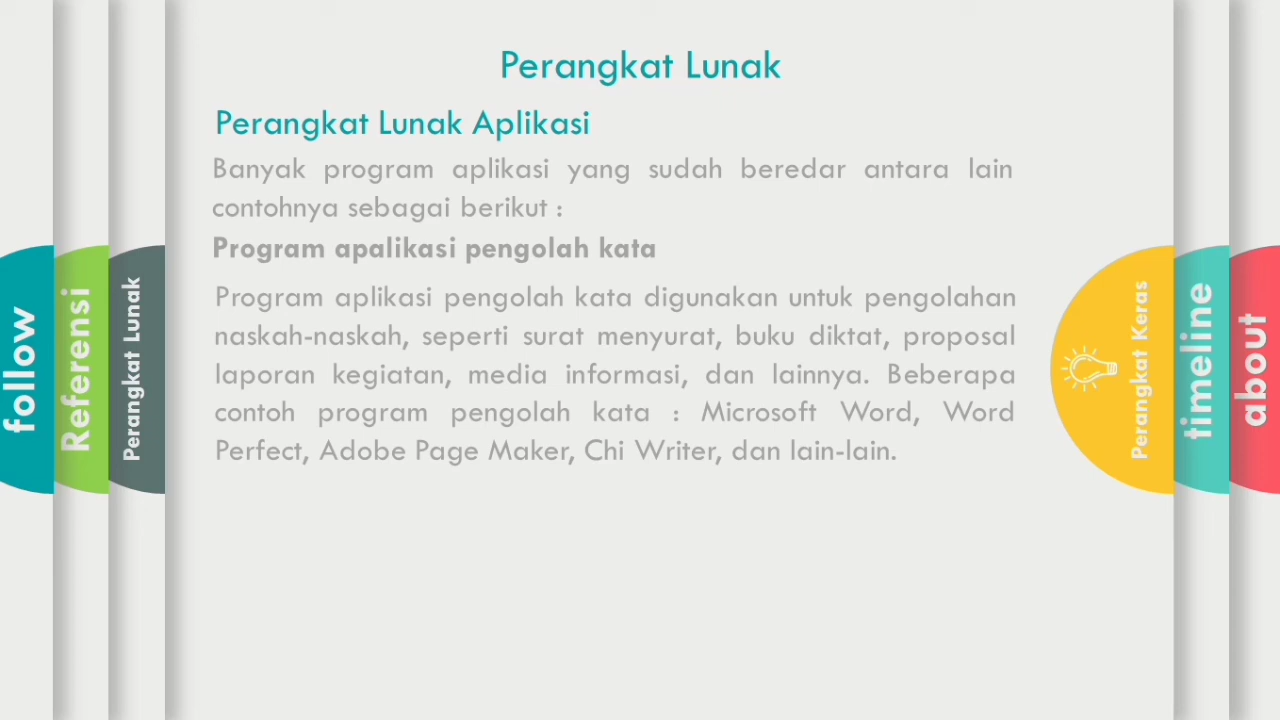 Perangkat Lunak
Perangkat Lunak Aplikasi
Banyak program aplikasi yang sudah beredar antara lain
contohnya sebagai berikut :
Program apalikasi pengolah kata
Program aplikasi pengolah kata digunakan untuk pengolahan
naskah-naskah, seperti surat menyurat, buku diktat, proposal
laporan kegiatan, media informasi, dan lainnya. Beberapa
contoh program pengolah kata : Microsoft Word, Word
Perfect, Adobe Page Maker, Chi Writer, dan lain-lain.
follow
Referensi
Perangkat Lunak
Perangkat Keras
timeline
about